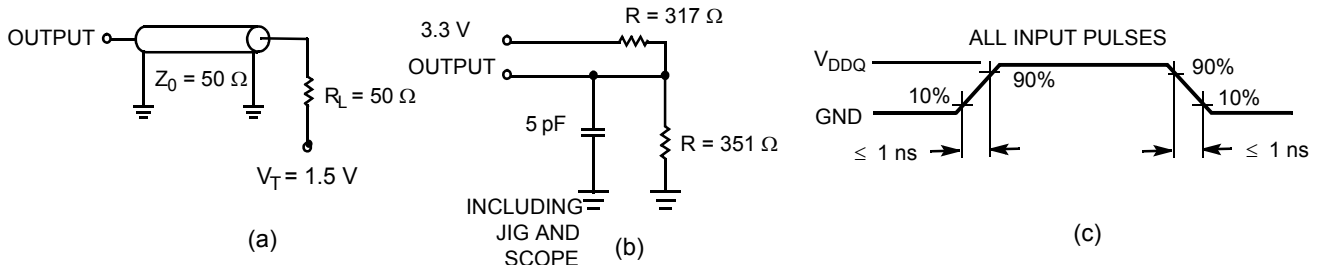 OUTPUT
Z0 = 50 Ω
RL = 50 Ω
VT = 1.5 V
(a)
3.3 V
OUTPUT
R = 317 Ω
5 pF
R = 351 Ω
INCLUDING
JIG AND
SCOPE
(b)
ALL INPUT PULSES
VDDQ
GND
10%
90%
90%
10%
≤ 1 ns
≤ 1 ns
(c)